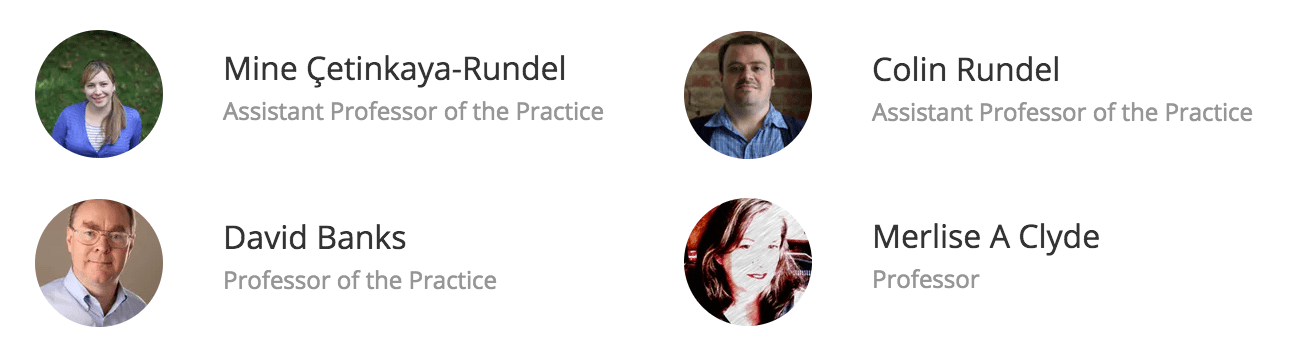 Mine Çetinkaya-Rundel
Assistant Professor of the Practice
Colin Rundel
Assistant Professor of the Practice
David Banks
Professor of the Practice
Merlise A Clyde
Professor